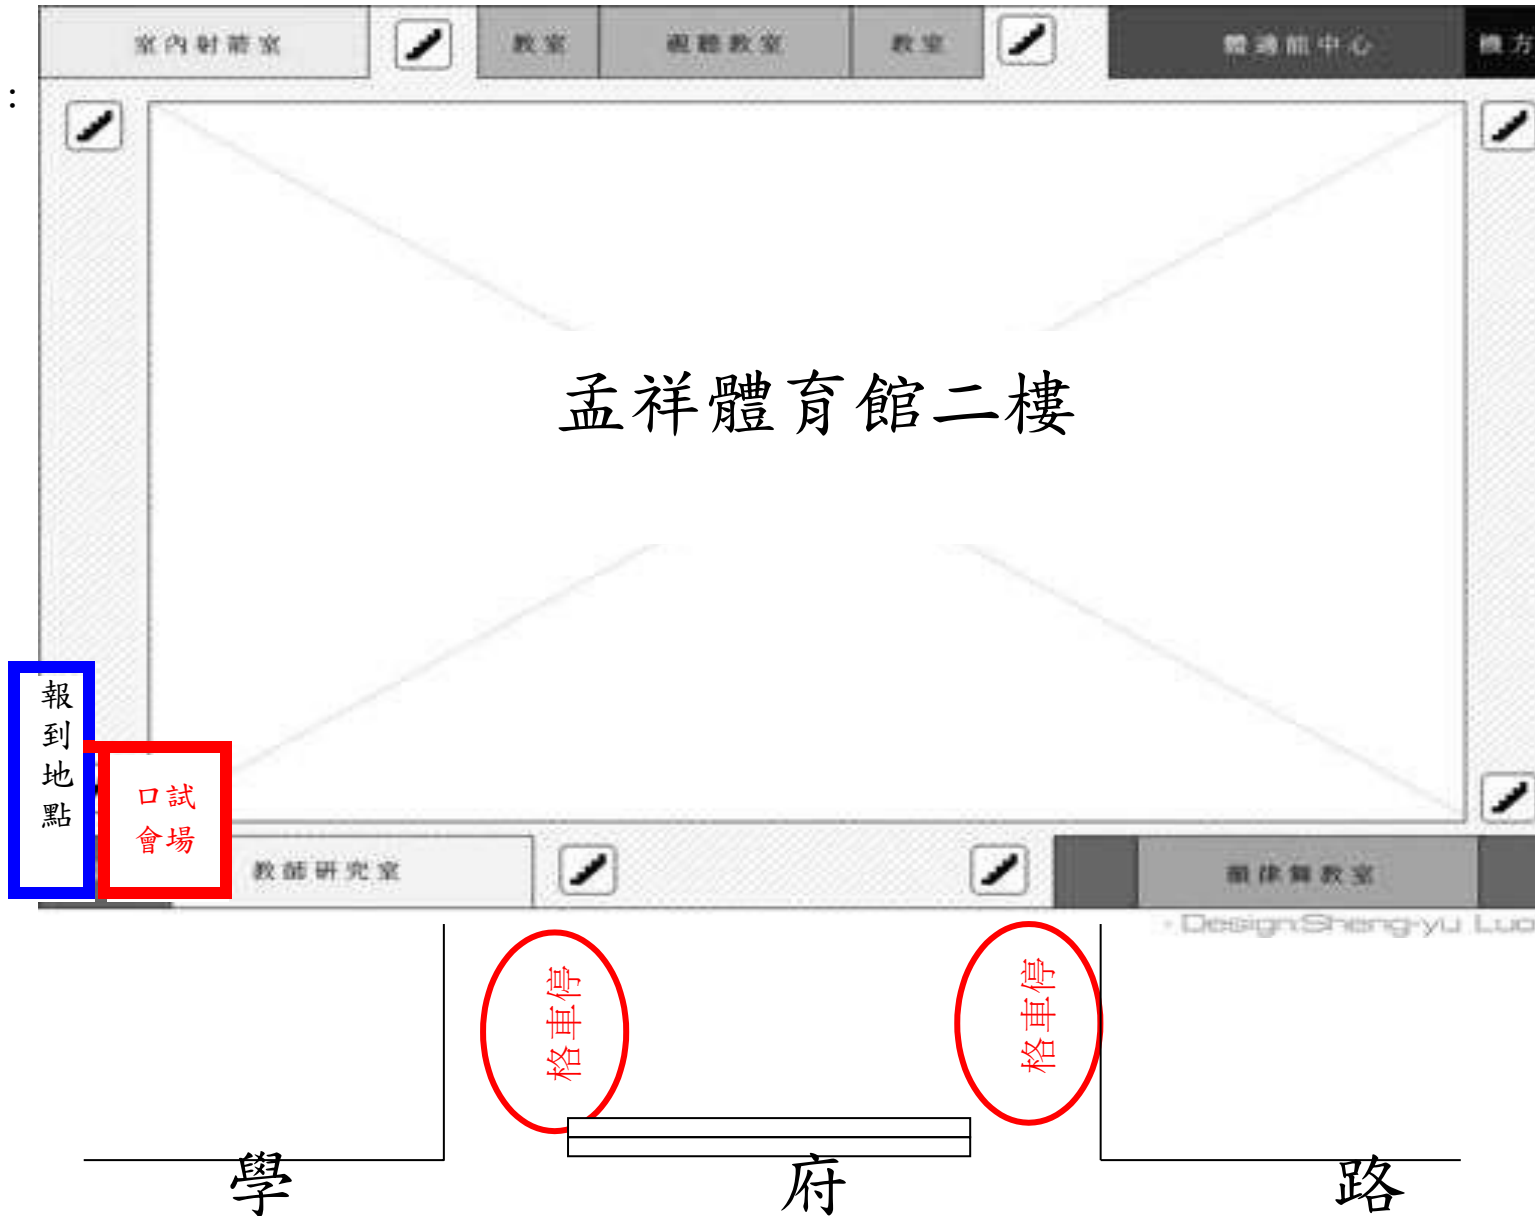 室內射箭室
教室
視聽教室
教室
體適能中心
:
孟祥體育館二樓
報到地點
口試
會場
教師研究室
韻律舞教室
Design:Sheng-yu Luo
停車格
停車格
學府路